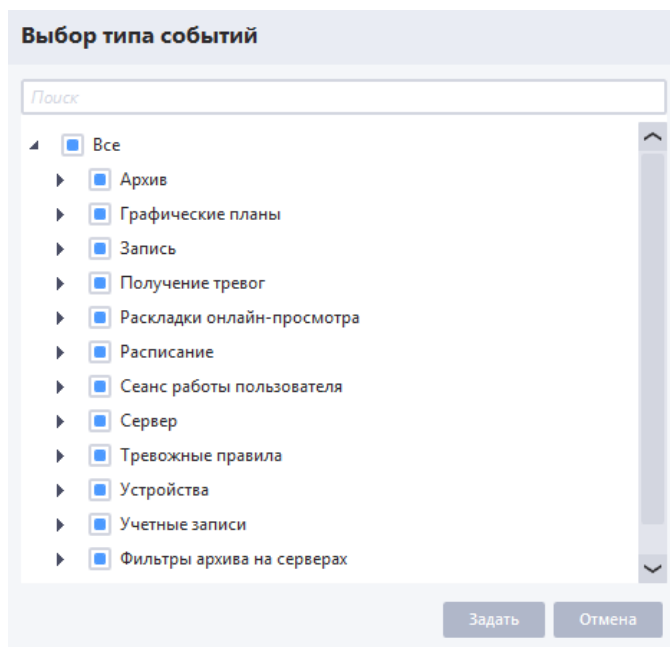 Выбор типа событий
Поиск
Все
Архив
Графические планы
Запись
Получение тревог
Раскладки онлайн-просмотра
Расписание
Сеанс работы пользователя
Сервер
Тревожные правила
Устройства
Учетные записи
Фильтры архива на серверах
Задать
Отмена